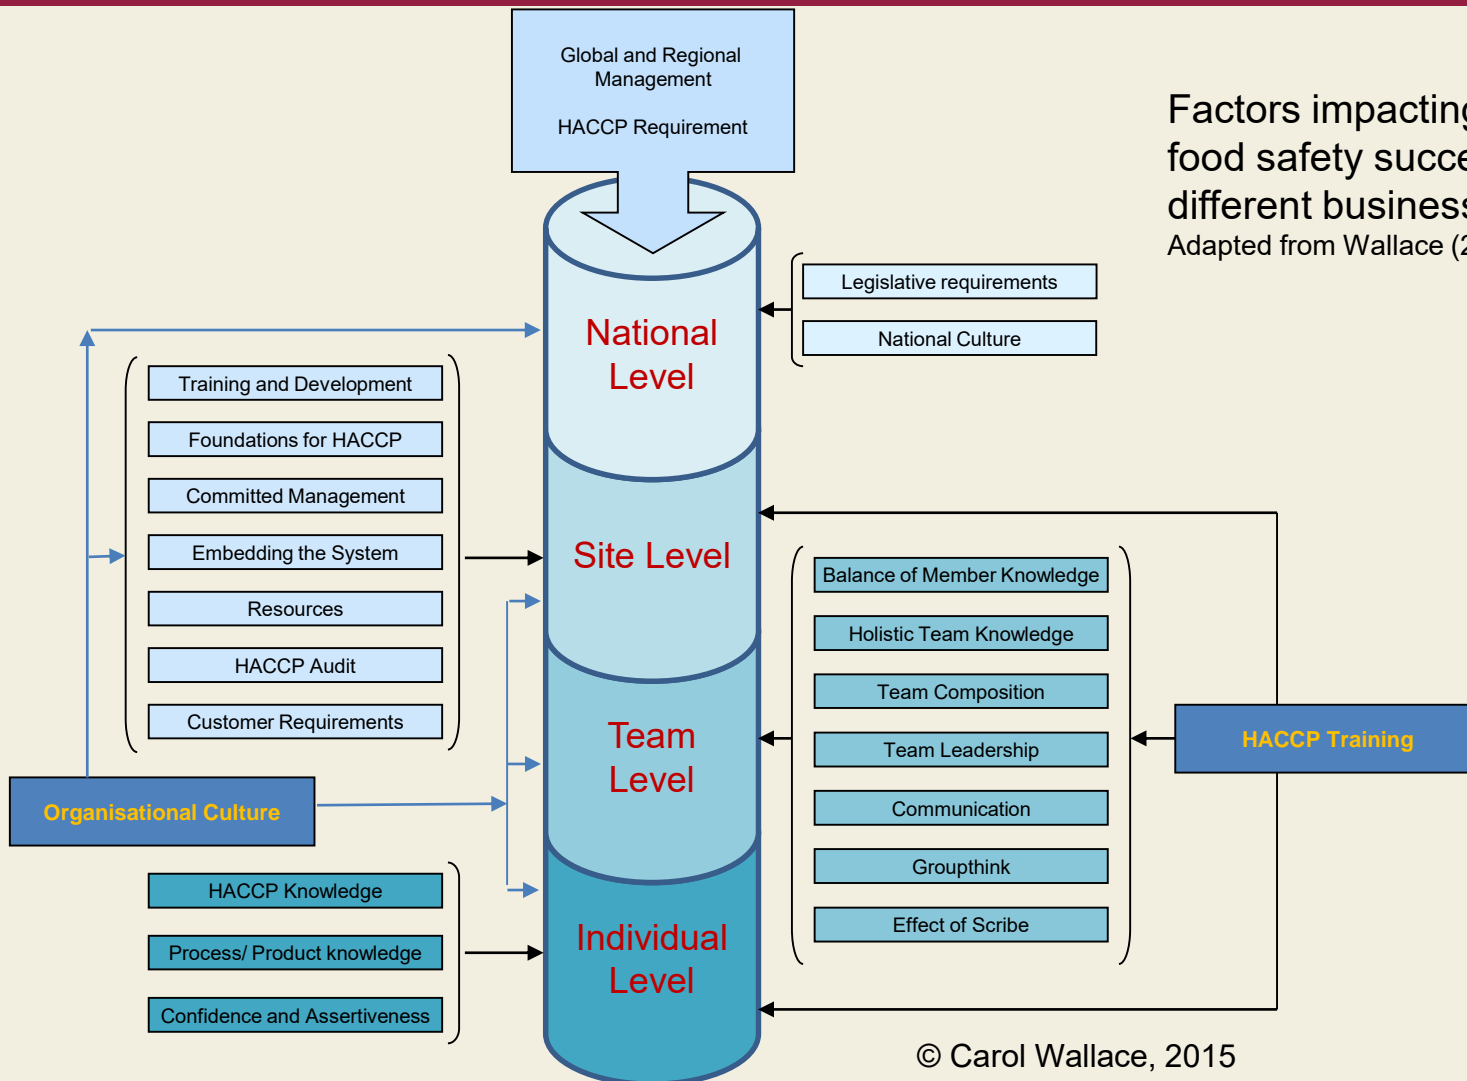 Global and Regional
Management
HACCP Requirement
Factors impacting
food safety
different business
Adapted from Wallace
Legislative requirements
National Culture
National
Level
Training and Development
Foundations for HACCP
Committed Management
Embedding the System
Resources
HACCP Audit
Customer Requirements
Site Level
Balance of Member Knowledge
Holistic Team Knowledge
Team Composition
Team Leadership
Communication
Groupthink
Effect of Scribe
HACCP Training
Team
Level
Organisational Culture
HACCP Knowledge
Process/ Product knowledge
Confidence and Assertiveness
Individual
Level
© Carol Wallace, 2015